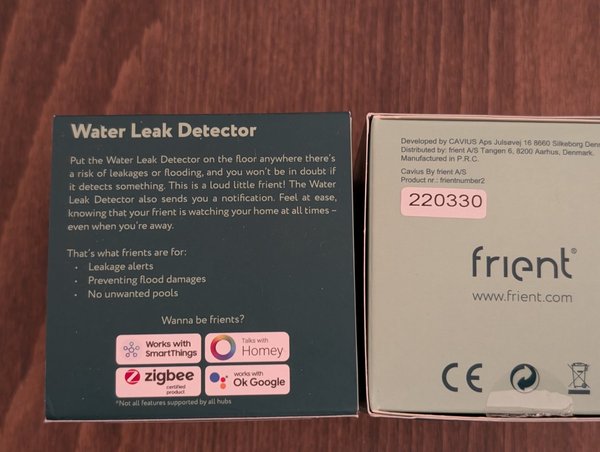 Water Leak Detector
Put the Water Leak Detector on the floor anywhere there's
a risk of leakages or flooding, and you won't be in doubt if
it detects something. This is a loud little frient! The Water
Leak Detector also sends you a notification. Feel at ease,
knowing that your frient is watching your home at all times –
even when you're away.
That's what frients are for:
• Leakage alerts
• Preventing flood damages
• No unwanted pools
Wanna be frients?
Works with
SmartThings
Talks with
Homey
zigbee
certified
product
works with
Ok Google
*Not all features supported by all hubs
Developed by CAVIUS Aps Julsøvej 16 8660 Silkeborg Den
Distributed by: frient A/S Tangen 6, 8200 Aarhus, Denmark.
Manufactured in P.R.C.
Cavius By frient A/S
Product nr.: frientnumber2
220330
frient®
www.frient.com
CE